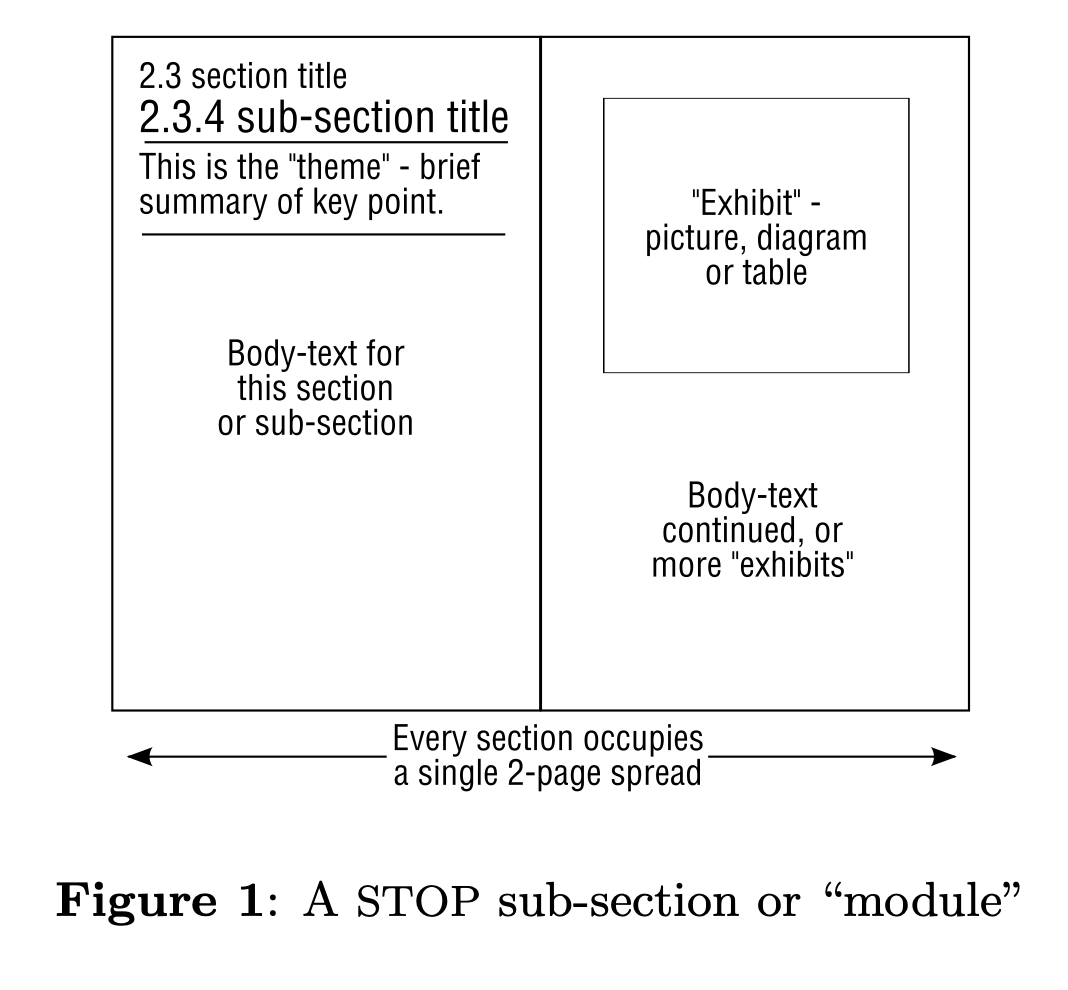 2.3 section title
2.3.4 sub-section title
This is the "theme" - brief
summary of key point.
Body-text for
this section
or sub-section
"Exhibit" -
picture, diagram
or table
Body-text
continued, or
more "exhibits"
Every section occupies
a single 2-page spread
Figure 1: A STOP sub-section or “module”